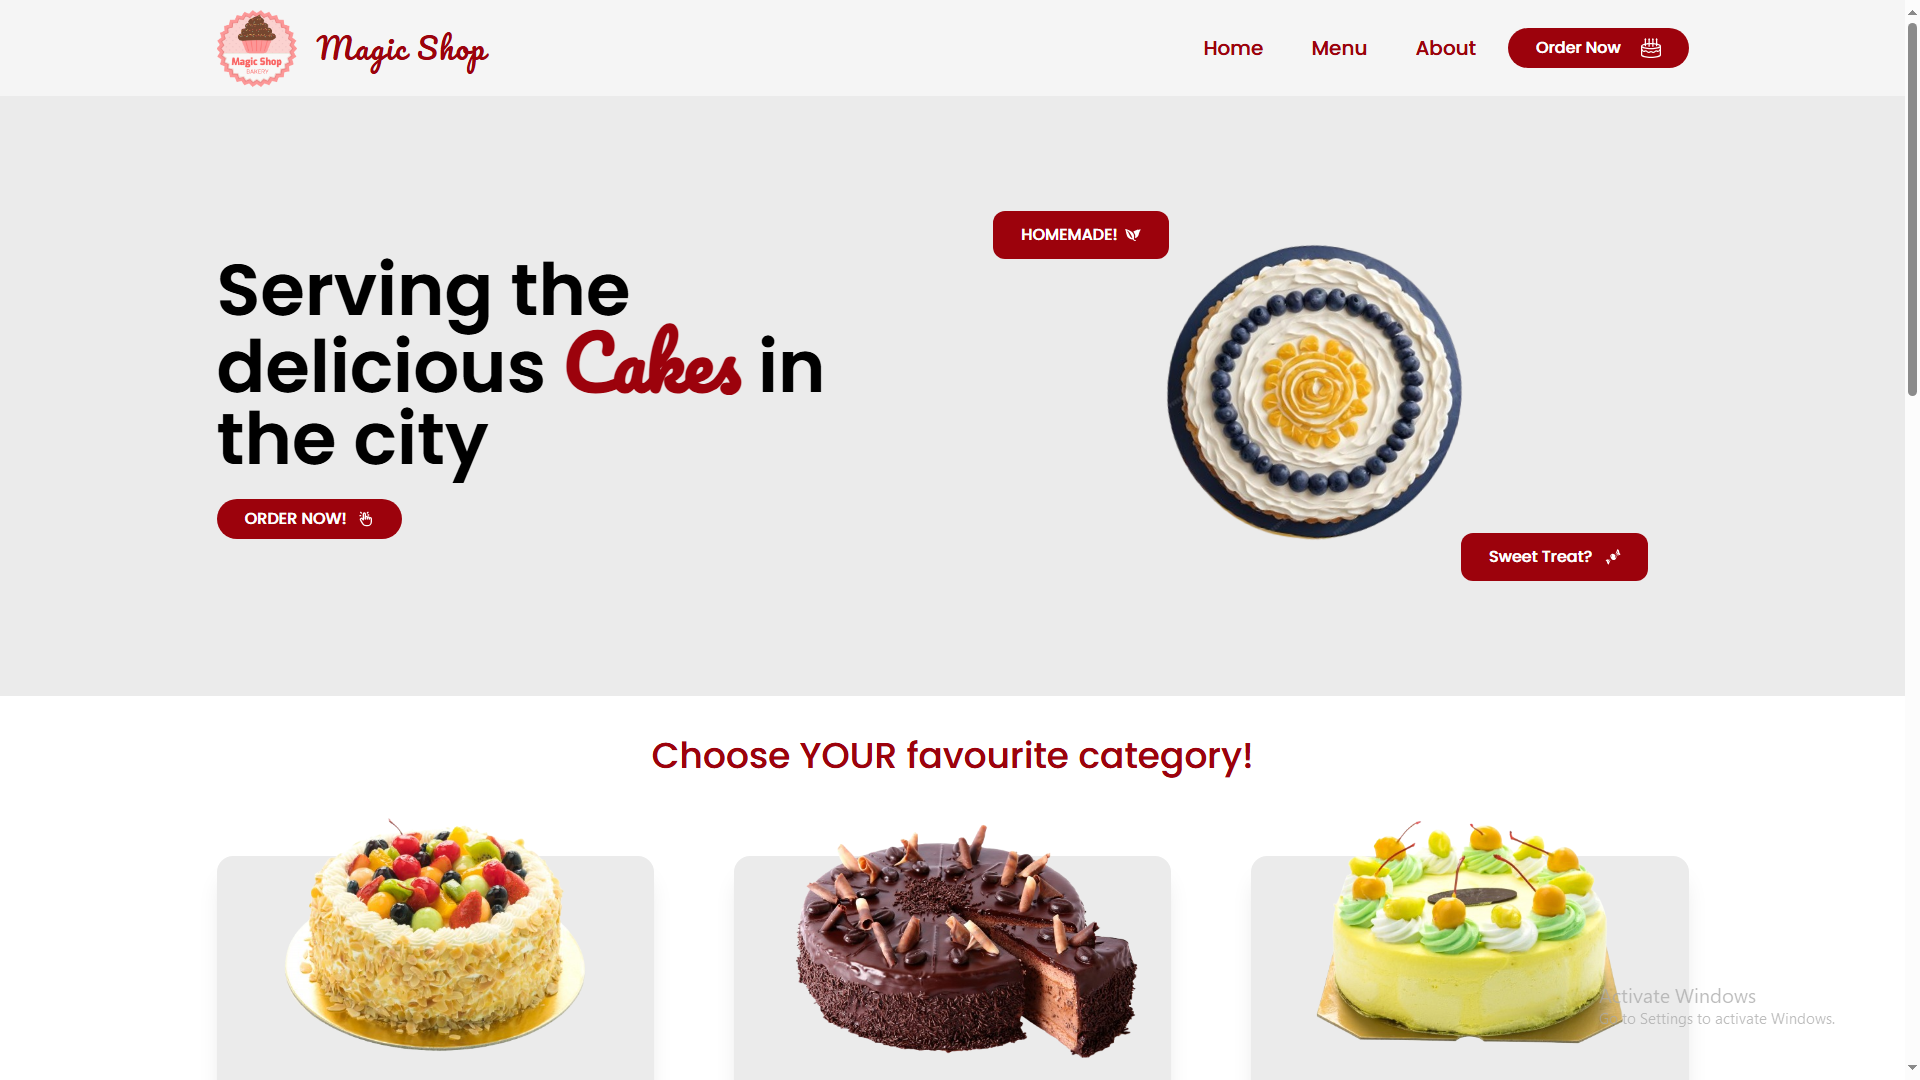 Magic Shop
BAKERY
Magic Shop
Home
Menu
About
Order Now
HOMEMADE!
Serving the
delicious Cakes in
the city
ORDER NOW!
Sweet Treat?
Choose YOUR favourite category!
Activate Windows
to Settings to activate Windows.